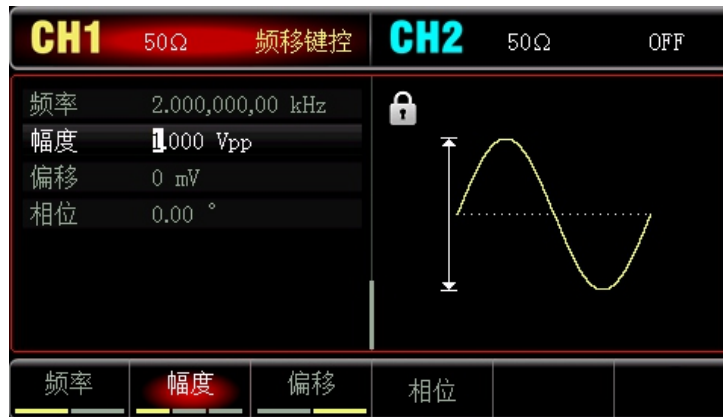 CH1 50Ω 频移键控 CH2 50Ω OFF
频率 2.000,000,00 kHz
幅度 1.000 Vpp
偏移 0 mV
相位 0.00 °
频率 幅度 偏移 相位